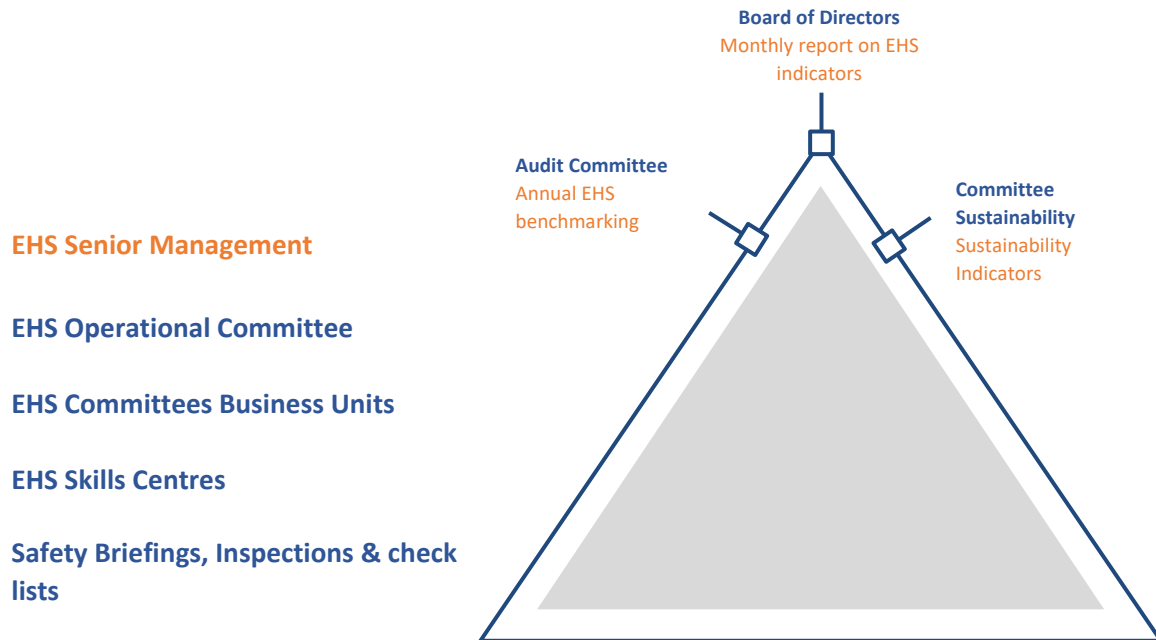 Board of Directors
Monthly report on EHS
indicators
Audit Committee
Annual EHS
benchmarking
Committee
Sustainability
Sustainability
Indicators
EHS Senior Management
EHS Operational Committee
EHS Committees Business Units
EHS Skills Centres
Safety Briefings, Inspections & check
lists